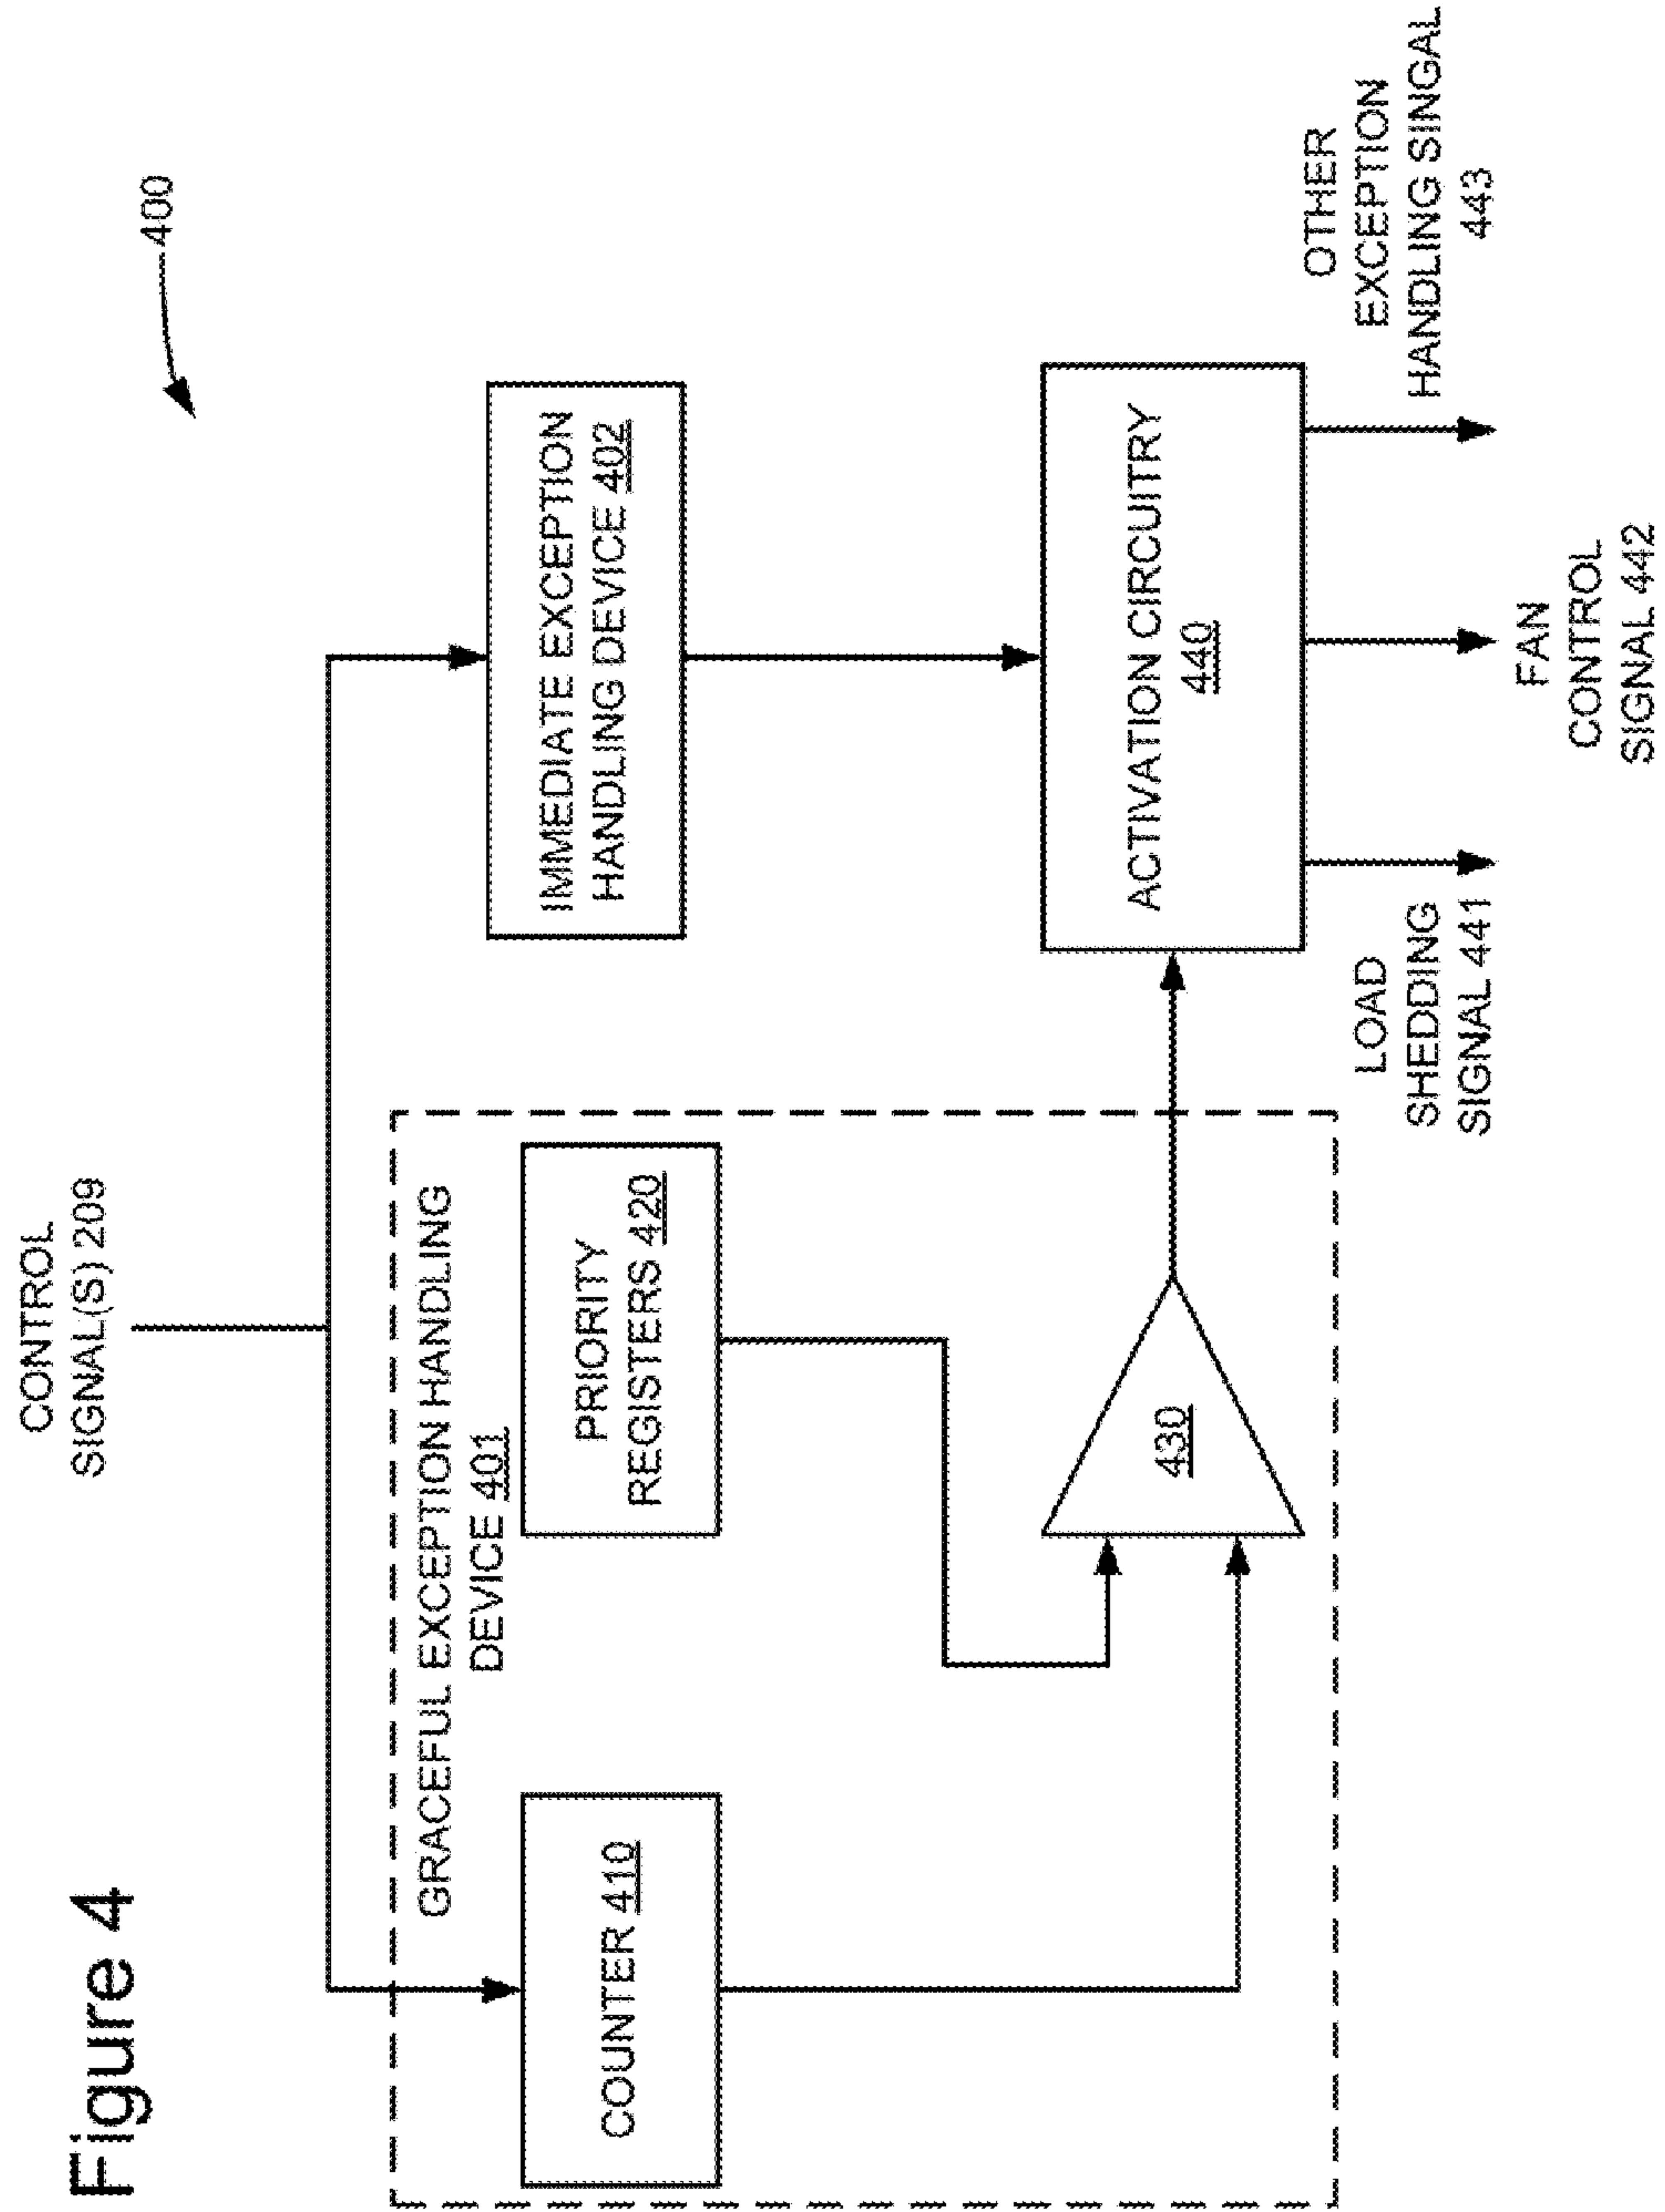 Figure 4
400
CONTROL
SIGNAL(S) 209
GRACEFUL EXCEPTION HANDLING
DEVICE 401
COUNTER 410
PRIORITY
REGISTERS 420
430
IMMEDIATE EXCEPTION
HANDLING DEVICE 402
ACTIVATION CIRCUITRY
440
LOAD
SHEDDING
SIGNAL 441
FAN
CONTROL
SIGNAL 442
OTHER
EXCEPTION
HANDLING SINGAL
443